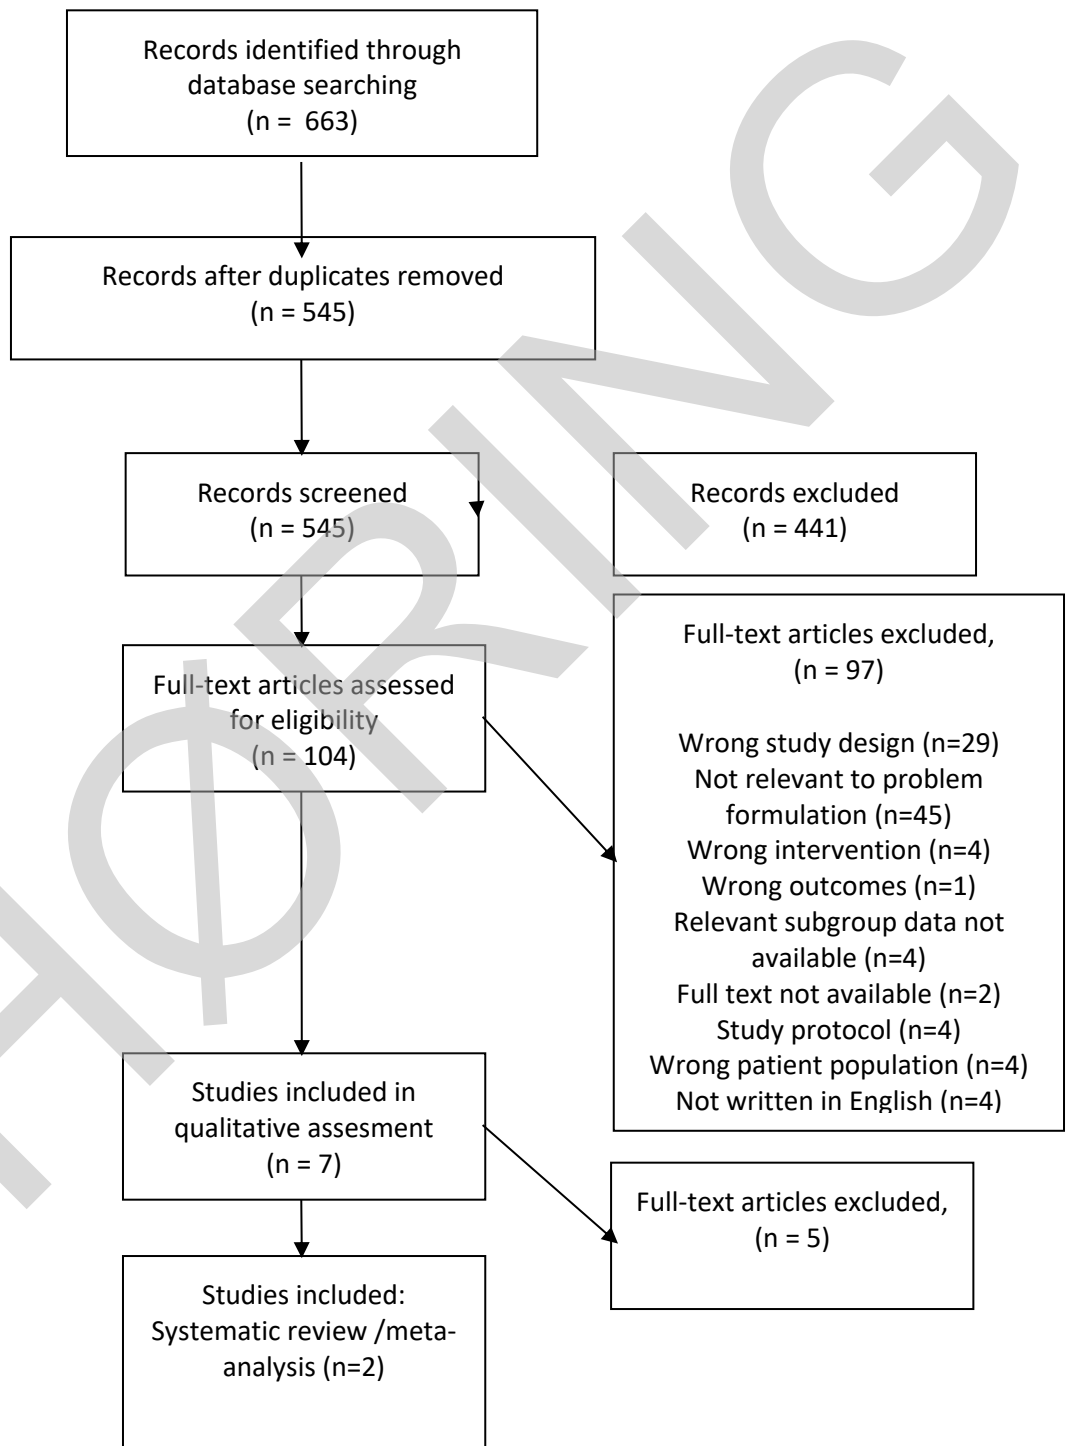 Records identified through
database searching
(n =  663)
Records after duplicates removed
(n = 545)
Records screened
(n = 545)
Records excluded
(n = 441)
Full-text articles assessed
for eligibility
(n = 104)
Full-text articles excluded,
(n = 97)
Wrong study design (n=29)
Not relevant to problem
formulation (n=45)
Wrong intervention (n=4)
Wrong outcomes (n=1)
Relevant subgroup data not
available (n=4)
Full text not available (n=2)
Study protocol (n=4)
Wrong patient population (n=4)
Not written in English (n=4)
Studies included in
qualitative assesment
(n = 7)
Full-text articles excluded,
(n = 5)
Studies included:
Systematic review /meta-
analysis (n=2)
HØRING